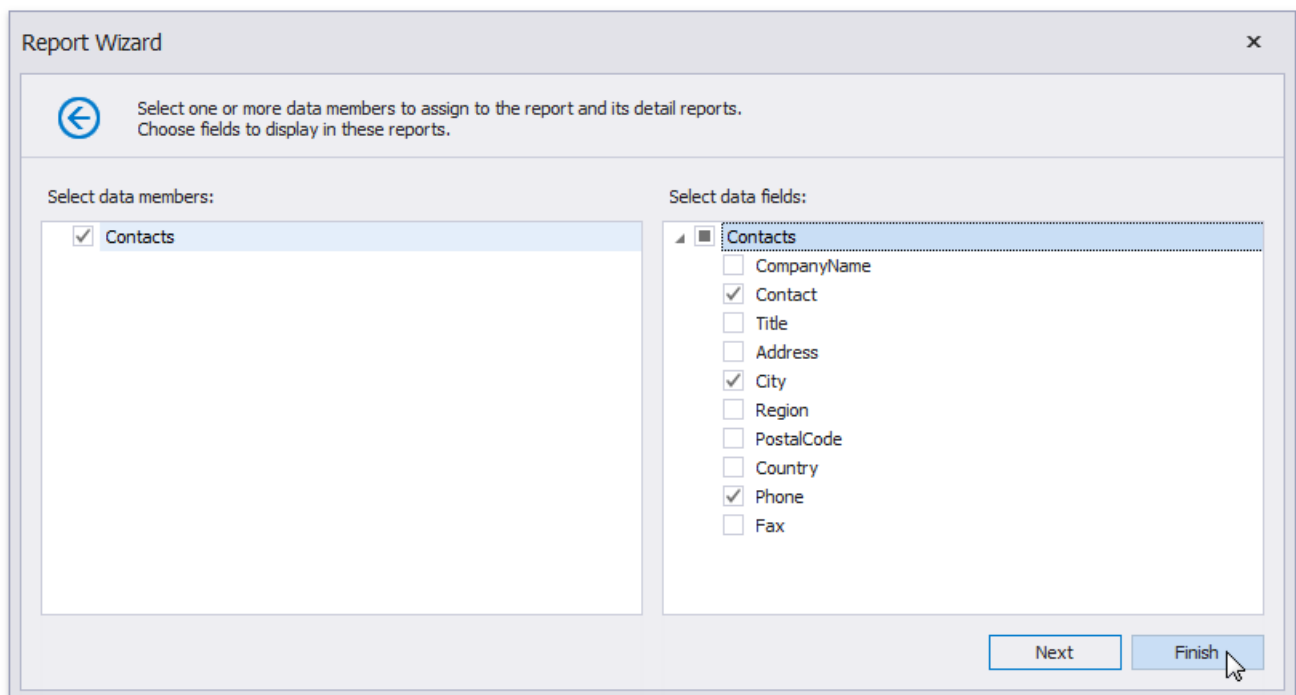 Report Wizard
Select one or more data members to assign to the report and its detail reports.
Choose fields to display in these reports.
Select data members:
Contacts
Select data fields:
Contacts
CompanyName
Contact
Title
Address
City
Region
PostalCode
Country
Phone
Fax
Next
Finish